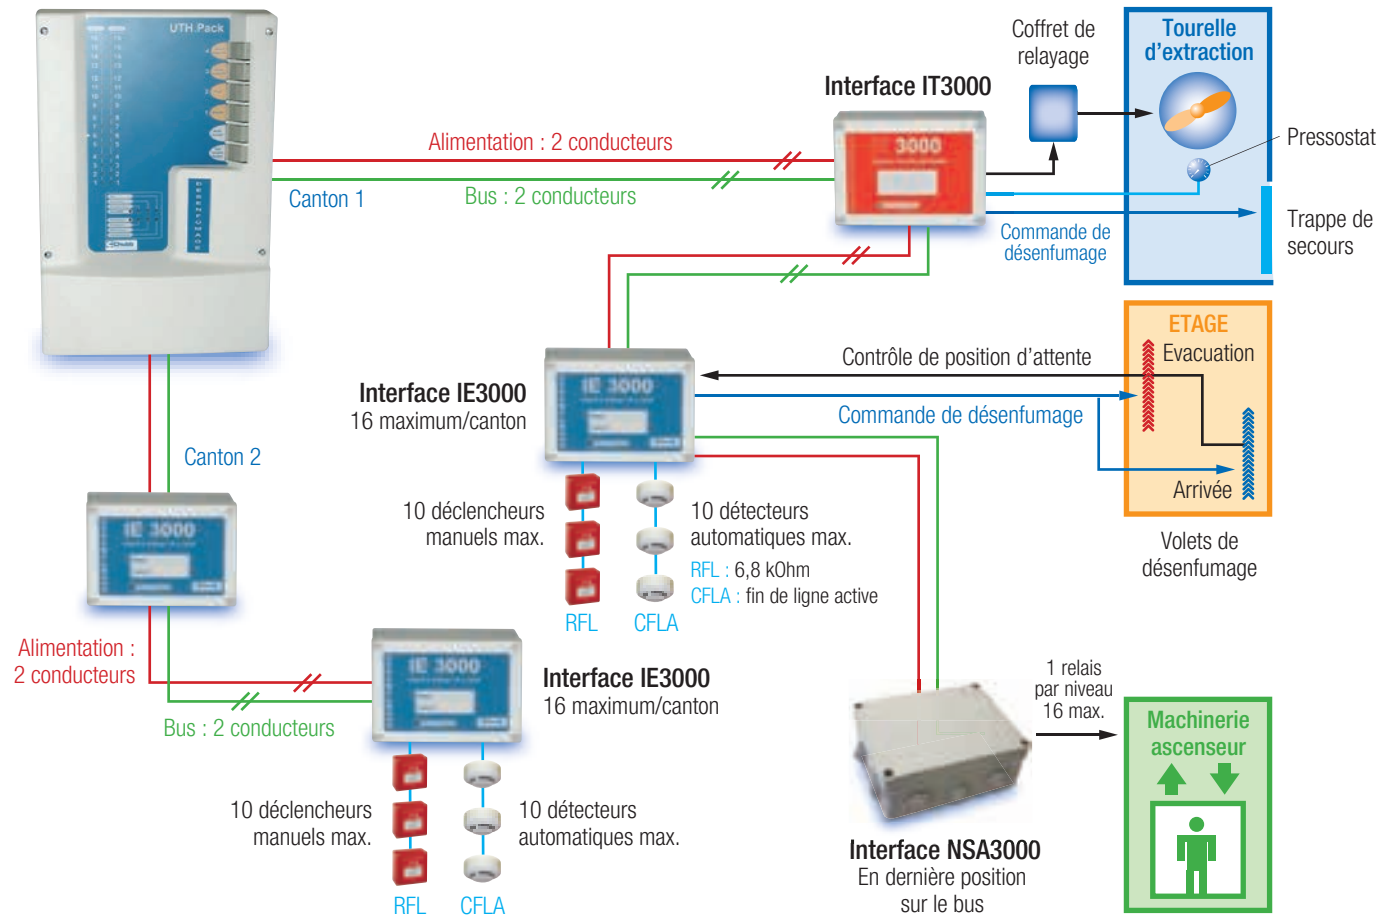 UTH.Pack
Coffret de
relayage
Tourelle
d'extraction
Interface IT3000
3000
Pressostat
Alimentation : 2 conducteurs
Canton 1
Bus : 2 conducteurs
Commande de
désenfumage
Trappe de
secours
ETAGE
Evacuation
Contrôle de position d'attente
Interface IE3000
16 maximum/canton
IE 3000
Commande de désenfumage
Arrivée
Volets de
désenfumage
Canton 2
IE 3000
10 déclencheurs
manuels max.
10 détecteurs
automatiques max.
RFL : 6,8 kOhm
CFLA : fin de ligne active
RFL
CFLA
Alimentation :
2 conducteurs
Bus : 2 conducteurs
IE 3000
Interface IE3000
16 maximum/canton
1 relais
par niveau
16 max.
Machinerie
ascenseur
10 déclencheurs
manuels max.
10 détecteurs
automatiques max.
RFL
CFLA
Interface NSA3000
En dernière position
sur le bus